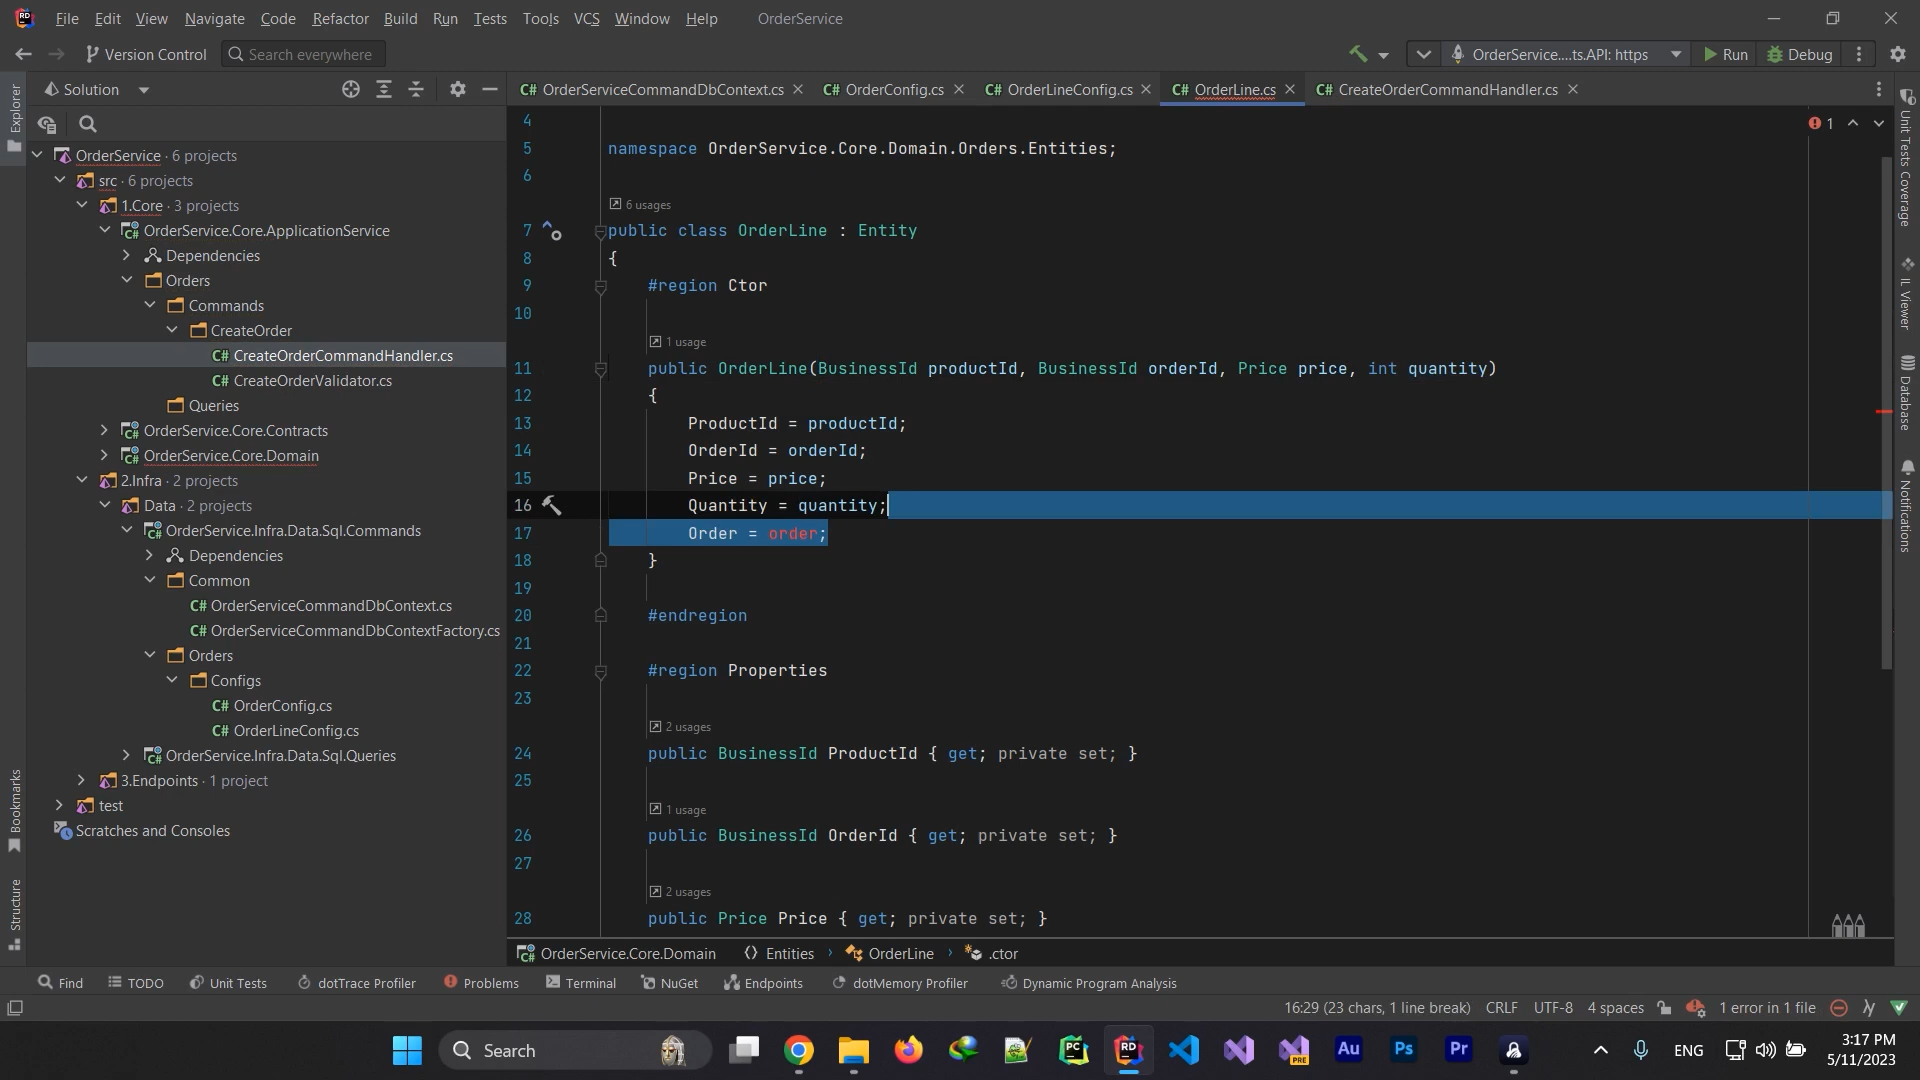 File Edit View Navigate Code Refactor Build Run Tests Tools VCS Window Help OrderService
Version Control Search everywhere OrderService....ts.API: https Run Debug
Solution
OrderServiceCommandDbContext.cs OrderConfig.cs OrderLineConfig.cs OrderLine.cs CreateOrderCommandHandler.cs
Explorer
OrderService · 6 projects
src · 6 projects
1.Core · 3 projects
OrderService.Core.ApplicationService
Dependencies
Orders
Commands
CreateOrder
C# CreateOrderCommandHandler.cs
C# CreateOrderValidator.cs
Queries
OrderService.Core.Contracts
OrderService.Core.Domain
2.Infra · 2 projects
Data · 2 projects
OrderService.Infra.Data.Sql.Commands
Dependencies
Common
C# OrderServiceCommandDbContext.cs
C# OrderServiceCommandDbContextFactory.cs
Orders
Configs
C# OrderConfig.cs
C# OrderLineConfig.cs
OrderService.Infra.Data.Sql.Queries
3.Endpoints · 1 project
test
Scratches and Consoles
Bookmarks
Structure
1
4
5 namespace OrderService.Core.Domain.Orders.Entities;
6
6 usages
7 public class OrderLine : Entity
8 {
9 #region Ctor
10
1 usage
11 public OrderLine(BusinessId productId, BusinessId orderId, Price price, int quantity)
12 {
13 ProductId = productId;
14 OrderId = orderId;
15 Price = price;
16 Quantity = quantity;
17 Order = order;
18 }
19
20 #endregion
21
22 #region Properties
23
2 usages
24 public BusinessId ProductId { get; private set; }
25
1 usage
26 public BusinessId OrderId { get; private set; }
27
2 usages
28 public Price Price { get; private set; }
Unit Tests Coverage
IL Viewer
Database
Notifications
OrderService.Core.Domain Entities OrderLine .ctor
Find TODO Unit Tests dotTrace Profiler Problems Terminal NuGet Endpoints dotMemory Profiler Dynamic Program Analysis
16:29 (23 chars, 1 line break) CRLF UTF-8 4 spaces 1 error in 1 file
Search ENG 3:17 PM
5/11/2023
RD PC PRE Au Ps Pr